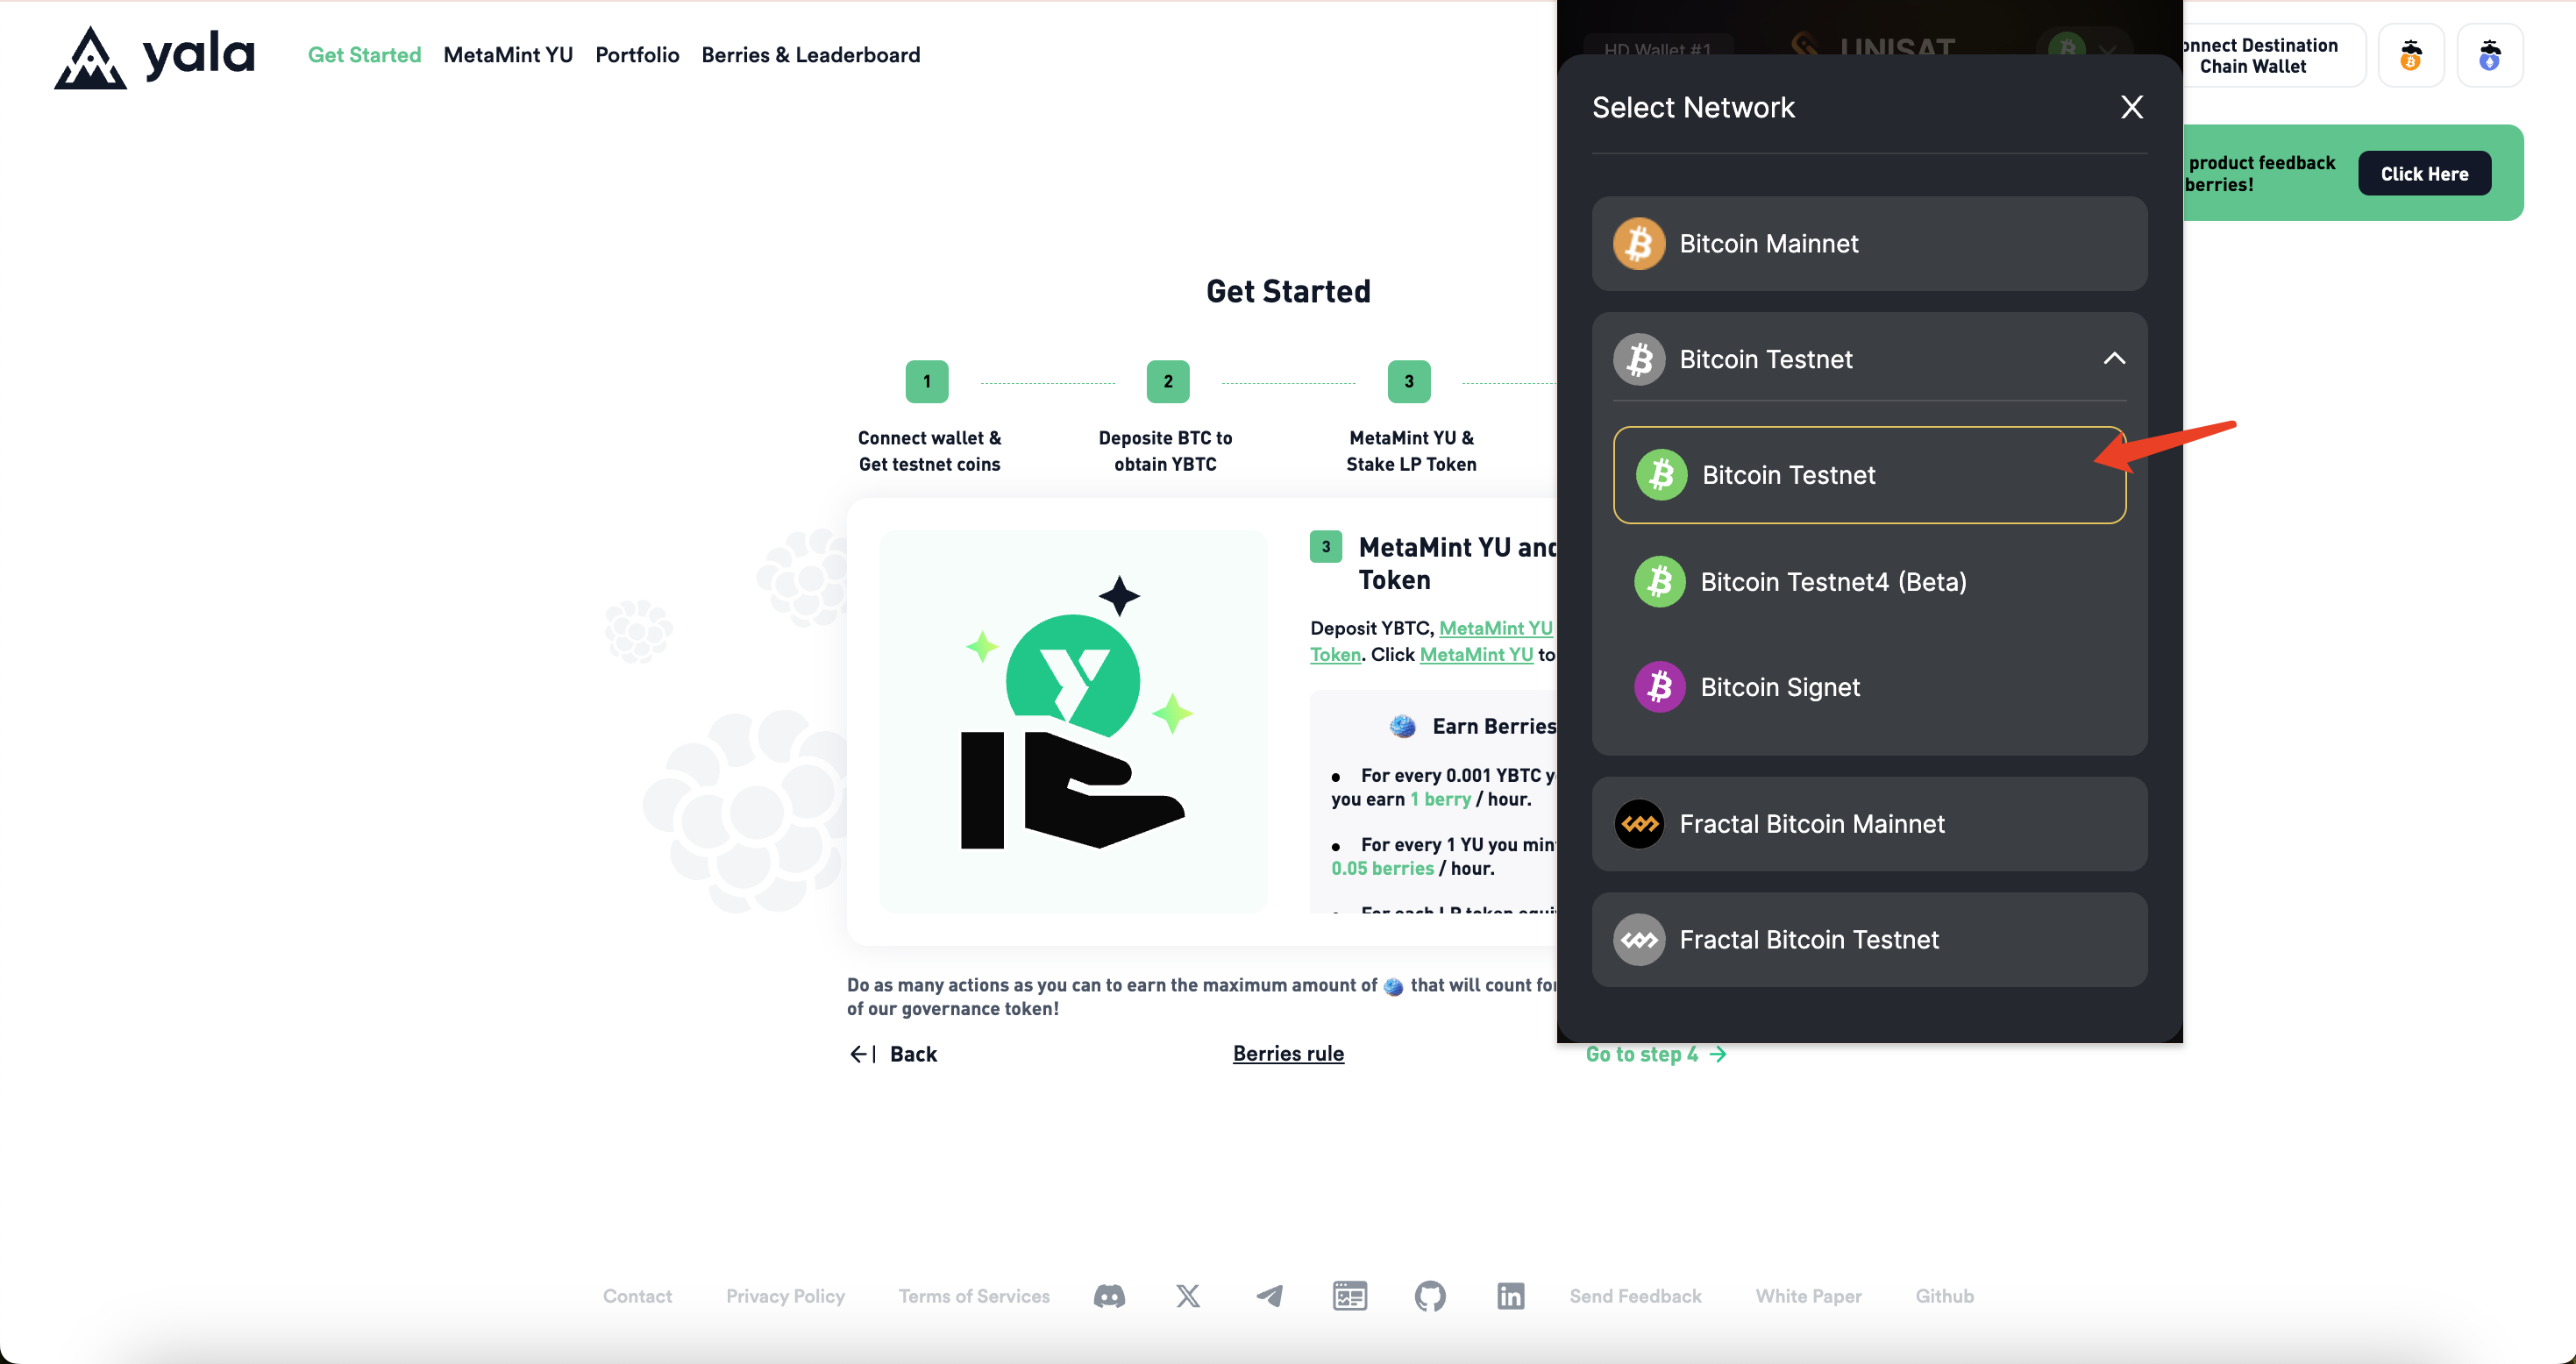 yala
Get Started
MetaMint YU
Portfolio
Berries & Leaderboard
HD Wallet #1
UNISAT
Connect Destination
Chain Wallet
product feedback
berries!
Click Here
Get Started
1
2
3
Connect wallet &
Get testnet coins
Deposite BTC to
obtain YBTC
MetaMint YU &
Stake LP Token
3
MetaMint YU and
Token
Deposit YBTC, MetaMint YU
Token. Click MetaMint YU to
Earn Berries
For every 0.001 YBTC
you earn 1 berry / hour.
For every 1 YU you mint
0.05 berries / hour.
For each LP token
Do as many actions as you can to earn the maximum amount of that will count for
of our governance token!
Back
Berries rule
Go to step 4
Select Network
X
Bitcoin Mainnet
Bitcoin Testnet
Bitcoin Testnet
Bitcoin Testnet4 (Beta)
Bitcoin Signet
Fractal Bitcoin Mainnet
Fractal Bitcoin Testnet
Contact
Privacy Policy
Terms of Services
Send Feedback
White Paper
Github